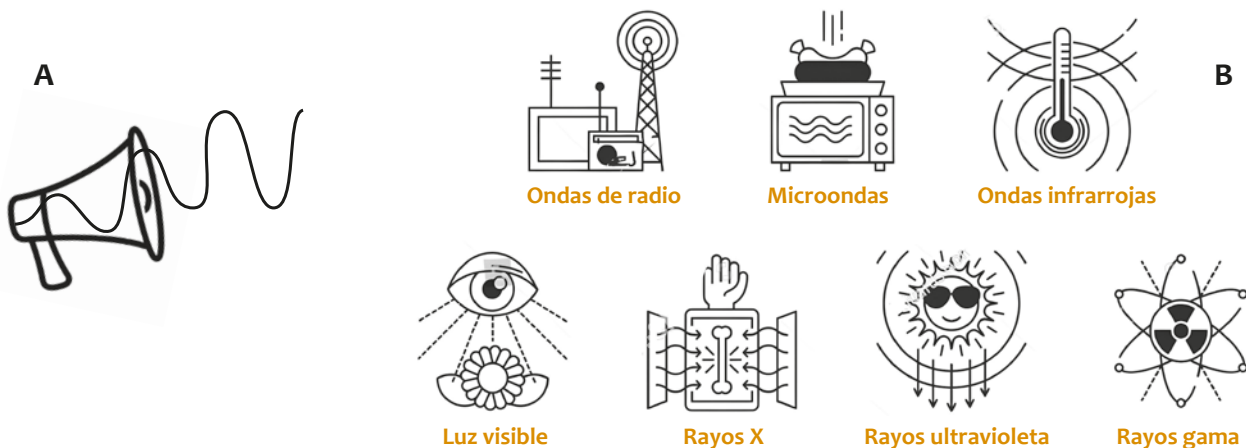 A
B
Ondas de radio
Microondas
Ondas infrarrojas
Luz visible
Rayos X
Rayos ultravioleta
Rayos gama